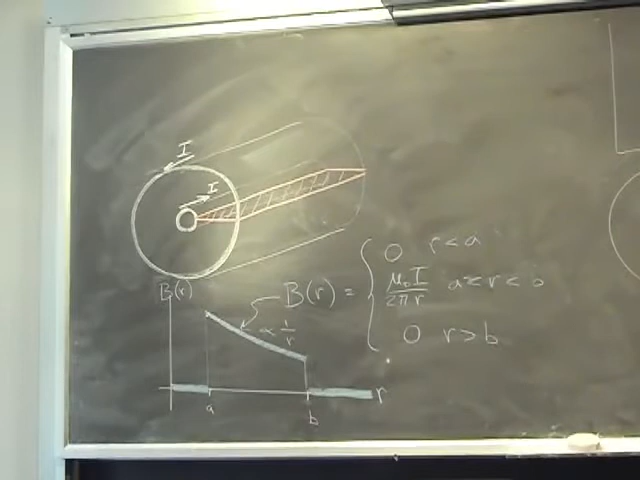 I
I
B(r)
B(r) = { 0 r < a
μ₀I / 2πr a < r < b
0 r > b
∝ 1/r
r
a
b